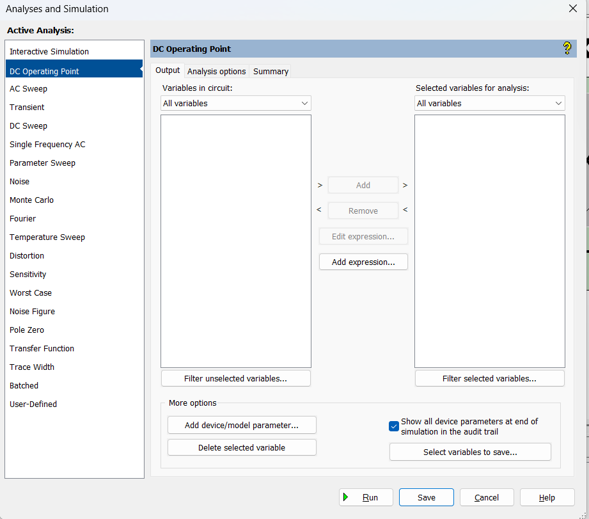 Analyses and Simulation
Active Analysis:
Interactive Simulation
DC Operating Point
AC Sweep
Transient
DC Sweep
Single Frequency AC
Parameter Sweep
Noise
Monte Carlo
Fourier
Temperature Sweep
Distortion
Sensitivity
Worst Case
Noise Figure
Pole Zero
Transfer Function
Trace Width
Batched
User-Defined
DC Operating Point
Output Analysis options Summary
Variables in circuit:
All variables
Selected variables for analysis:
All variables
> Add >
< Remove <
Edit expression...
Add expression...
Filter unselected variables...
Filter selected variables...
More options
Add device/model parameter...
Delete selected variable
Show all device parameters at end of
simulation in the audit trail
Select variables to save...
Run Save Cancel Help